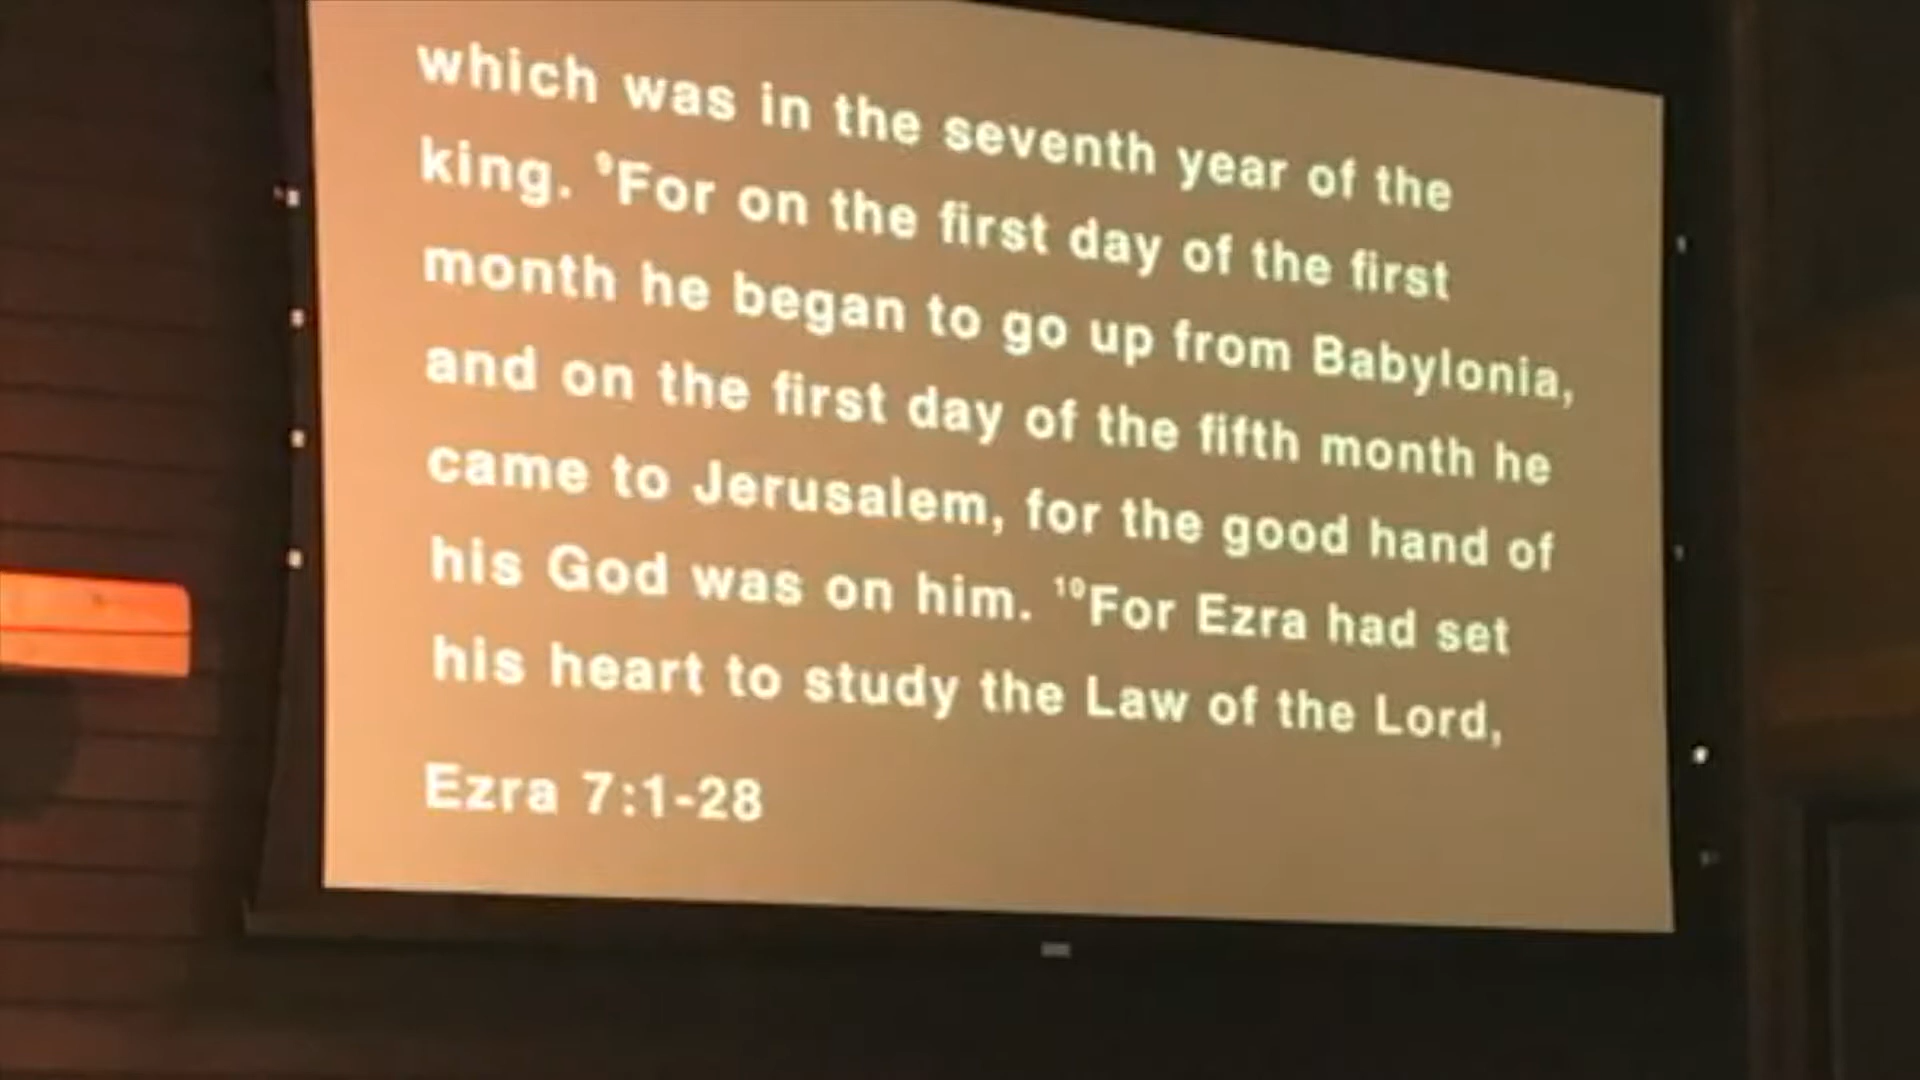 which was in the seventh year of the
king. ⁹For on the first day of the first
month he began to go up from Babylonia,
and on the first day of the fifth month he
came to Jerusalem, for the good hand of
his God was on him. ¹⁰For Ezra had set
his heart to study the Law of the Lord,
Ezra 7:1-28